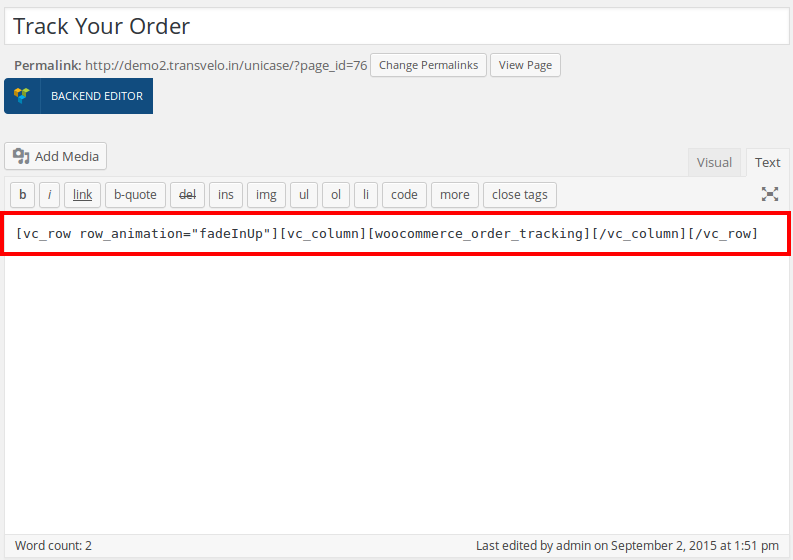 Track Your Order
Permalink: http://demo2.transvelo.in/unicase/?page_id=76 Change Permalinks View Page
BACKEND EDITOR
Add Media
Visual Text
b i link b-quote del ins img ul ol li code more close tags
[vc_row row_animation="fadeInUp"][vc_column][woocommerce_order_tracking][/vc_column][/vc_row]
Word count: 2 Last edited by admin on September 2, 2015 at 1:51 pm